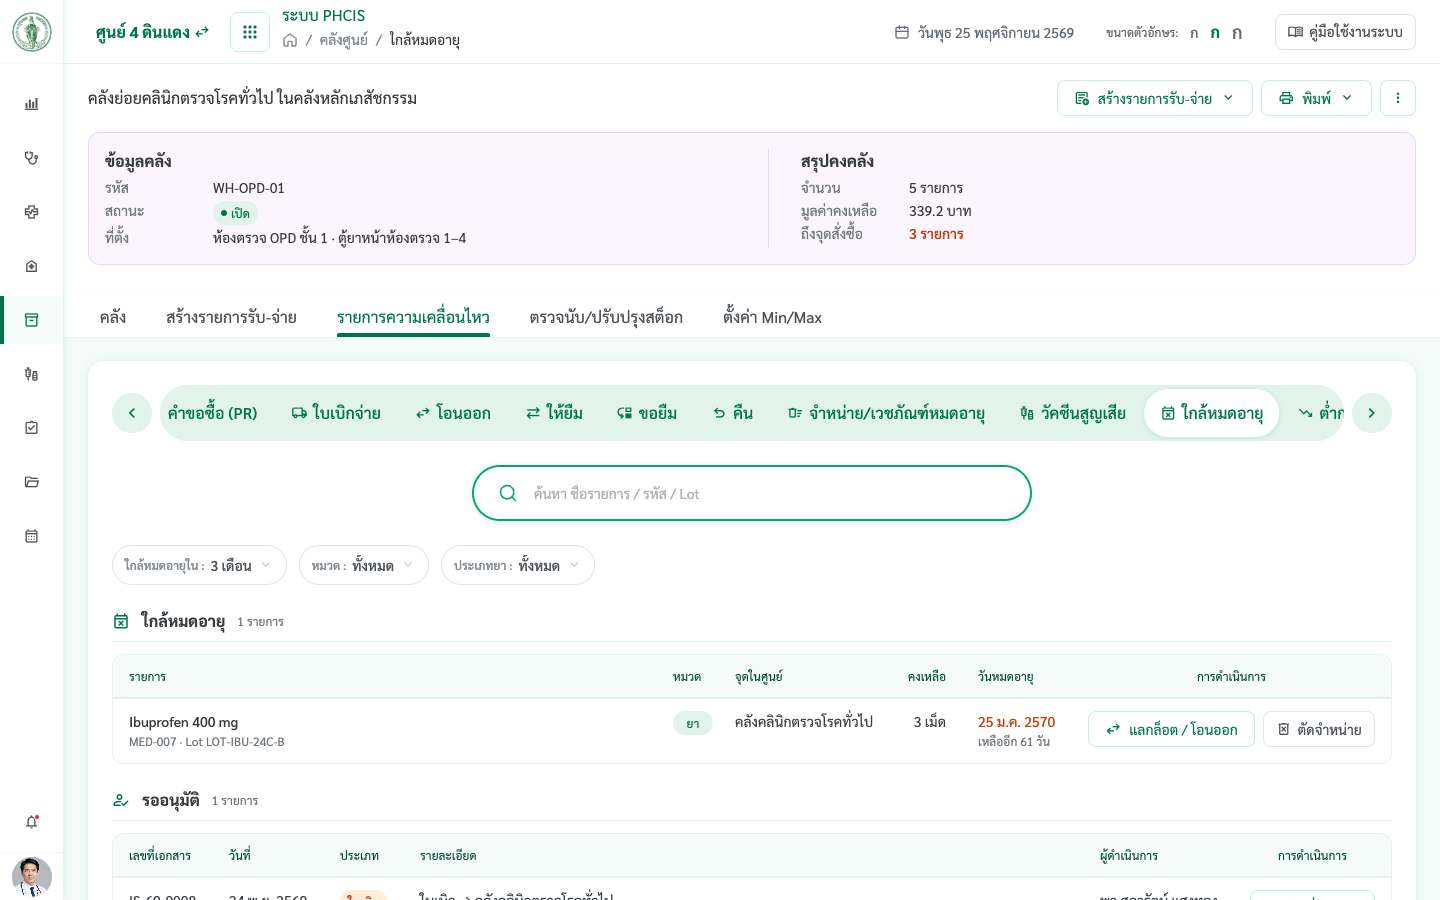 ศูนย์ 4 ดินแดง
ระบบ PHCIS
/ คลังศูนย์ / ใกล้หมดอายุ
วันพุธ 25 พฤศจิกายน 2569
ขนาดตัวอักษร: ก ก ก
คู่มือใช้งานระบบ
คลังย่อยคลินิกตรวจโรคทั่วไป ในคลังหลักเภสัชกรรม
สร้างรายการรับ-จ่าย
พิมพ์
ข้อมูลคลัง
รหัส WH-OPD-01
สถานะ เปิด
ที่ตั้ง ห้องตรวจ OPD ชั้น 1 · ตู้ยาหน้าห้องตรวจ 1–4
สรุปคงคลัง
จำนวน 5 รายการ
มูลค่าคงเหลือ 339.2 บาท
ถึงจุดสั่งซื้อ 3 รายการ
คลัง สร้างรายการรับ-จ่าย รายการความเคลื่อนไหว ตรวจนับ/ปรับปรุงสต็อก ตั้งค่า Min/Max
คำขอซื้อ (PR) ใบเบิกจ่าย โอนออก ให้ยืม ขอยืม คืน จำหน่าย/เวชภัณฑ์หมดอายุ วัคซีนสูญเสีย ใกล้หมดอายุ
ค้นหา ชื่อรายการ / รหัส / Lot
ใกล้หมดอายุใน : 3 เดือน หมวด : ทั้งหมด ประเภทยา : ทั้งหมด
ใกล้หมดอายุ 1 รายการ
รายการ หมวด จุดในศูนย์ คงเหลือ วันหมดอายุ การดำเนินการ
Ibuprofen 400 mg ยา คลังคลินิกตรวจโรคทั่วไป 3 เม็ด 25 ม.ค. 2570 แลกล็อต / โอนออก ตัดจำหน่าย
MED-007 · Lot LOT-IBU-24C-B เหลืออีก 61 วัน
รออนุมัติ 1 รายการ
เลขที่เอกสาร วันที่ ประเภท รายละเอียด ผู้ดำเนินการ การดำเนินการ